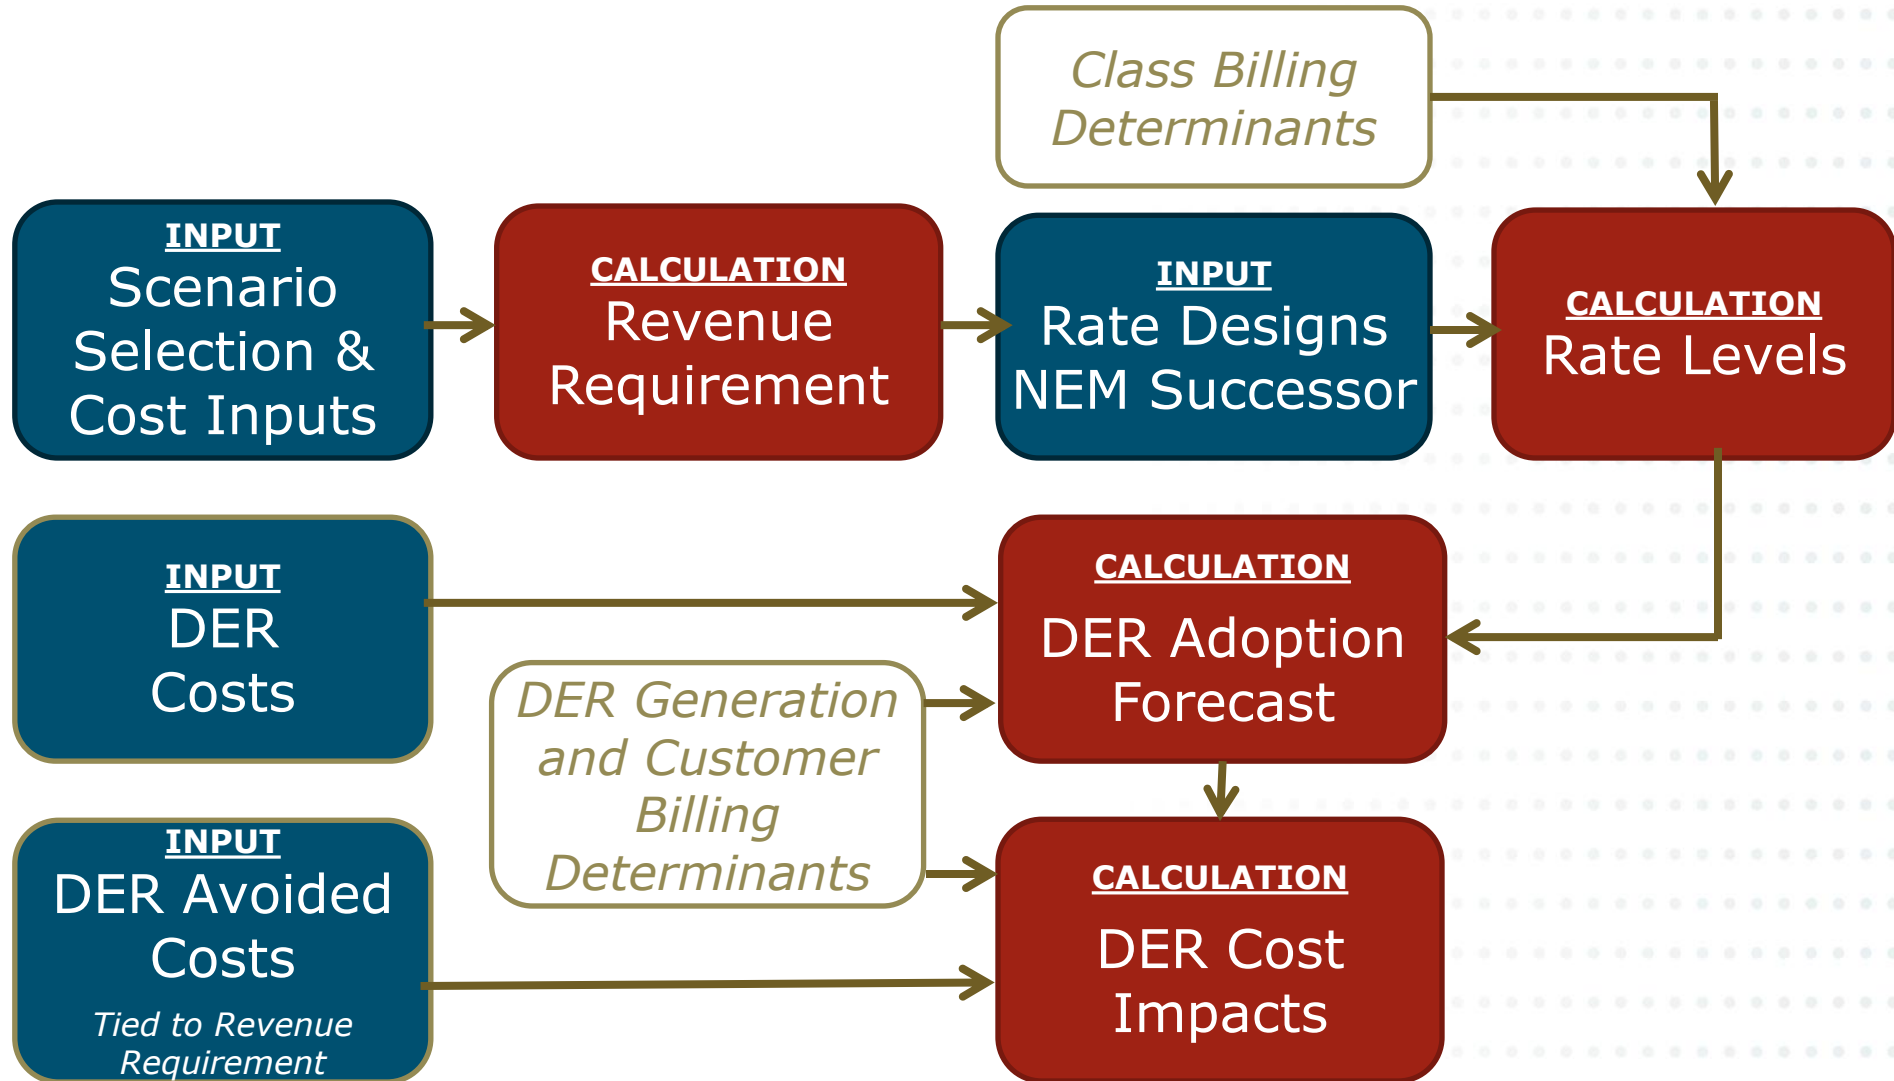 Class Billing
Determinants
INPUT
Scenario
Selection &
Cost Inputs
CALCULATION
Revenue
Requirement
INPUT
Rate Designs
NEM Successor
CALCULATION
Rate Levels
INPUT
DER
Costs
CALCULATION
DER Adoption
Forecast
DER Generation
and Customer
Billing
Determinants
INPUT
DER Avoided
Costs
Tied to Revenue
Requirement
CALCULATION
DER Cost
Impacts